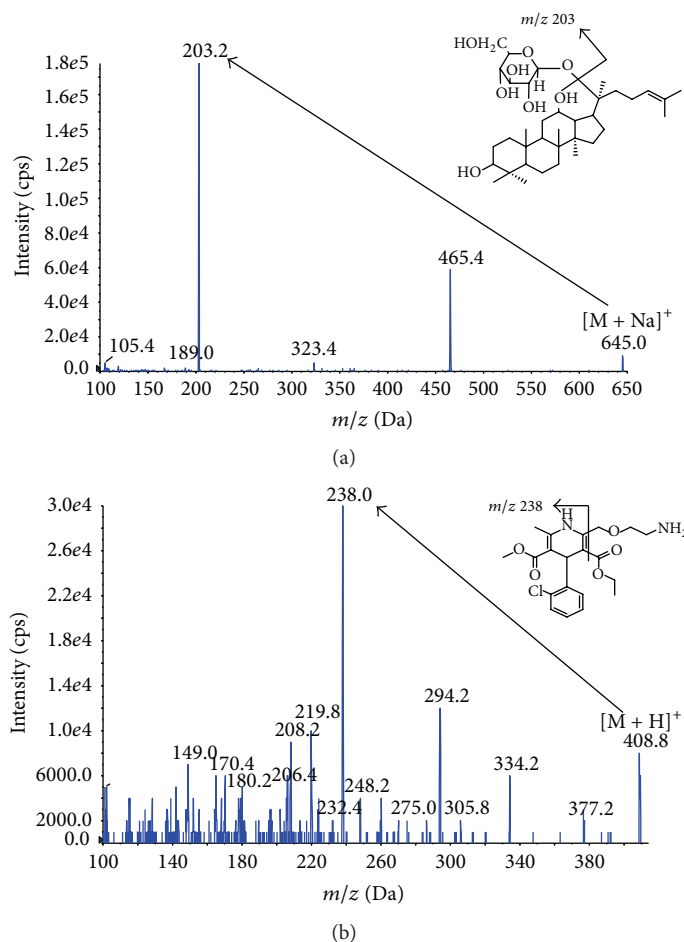 m/z 203
HOH₂C
O
O
OH
H
HO
OH
OH
HO
203.2
1.8e5
1.5e5
1.2e5
1.0e5
8.0e4
6.0e4
4.0e4
2.0e4
0.0
Intensity (cps)
465.4
[M + Na]⁺
645.0
105.4
189.0
323.4
100 150 200 250 300 350 400 450 500 550 600 650
m/z (Da)
(a)
238.0
m/z 238
H
N
O
NH₂
O
O
O
O
Cl
3.0e4
2.6e4
2.2e4
1.8e4
1.4e4
1.0e4
6000.0
2000.0
0.0
Intensity (cps)
[M + H]⁺
408.8
294.2
219.8
208.2
149.0
170.4
180.2
206.4
232.4
248.2
275.0
305.8
334.2
377.2
100 140 180 220 260 300 340 380
m/z (Da)
(b)